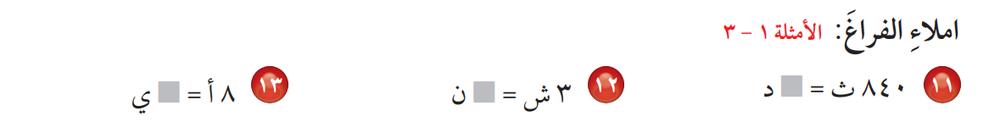 املاءِ الفراغَ: الأمثلة ١ – ٣
١١ ٨٤٠ ث = ■ د ١٢ ٣ ش = ■ ن ١٣ ٨ أ = ■ ي